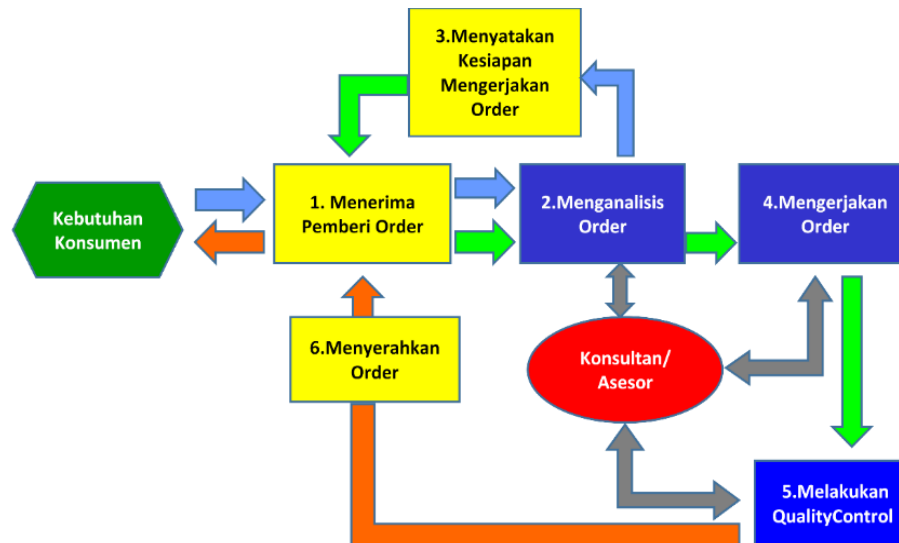 3.Menyatakan
Kesiapan
Mengerjakan
Order
Kebutuhan
Konsumen
1. Menerima
Pemberi Order
2.Menganalisis
Order
4.Mengerjakan
Order
6.Menyerahkan
Order
Konsultan/
Asesor
5.Melakukan
QualityControl